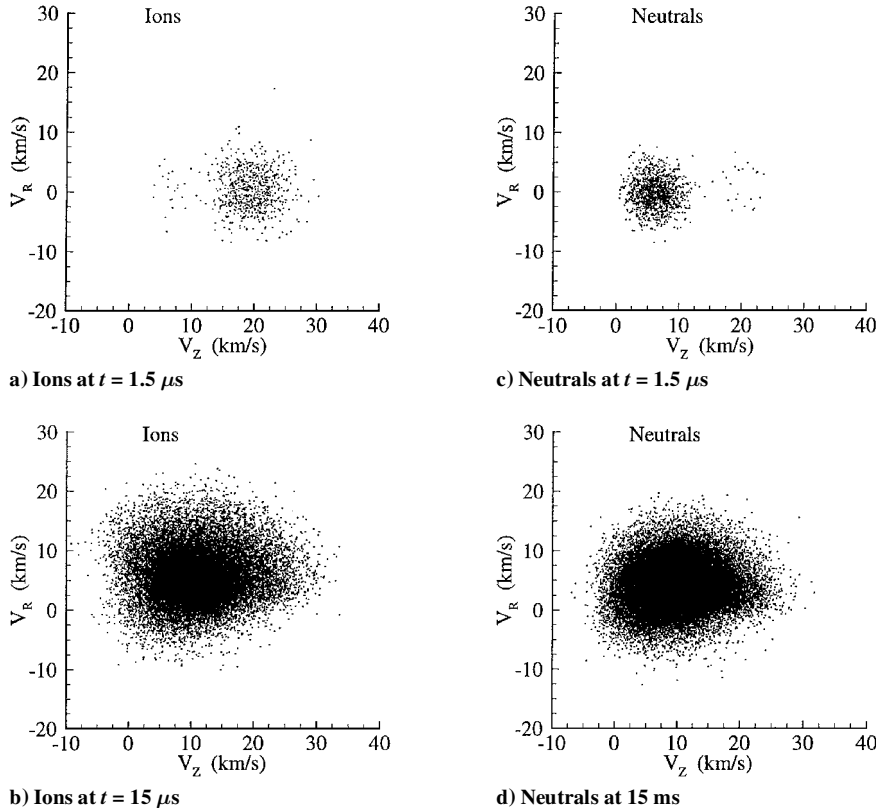 Ions
30
20
10
0
-10
-20
-10 0 10 20 30 40
V_R (km/s)
V_Z (km/s)
a) Ions at t = 1.5 μs
Neutrals
30
20
10
0
-10
-20
-10 0 10 20 30 40
V_R (km/s)
V_Z (km/s)
c) Neutrals at t = 1.5 μs
Ions
30
20
10
0
-10
-20
-10 0 10 20 30 40
V_R (km/s)
V_Z (km/s)
b) Ions at t = 15 μs
Neutrals
30
20
10
0
-10
-20
-10 0 10 20 30 40
V_R (km/s)
V_Z (km/s)
d) Neutrals at 15 ms